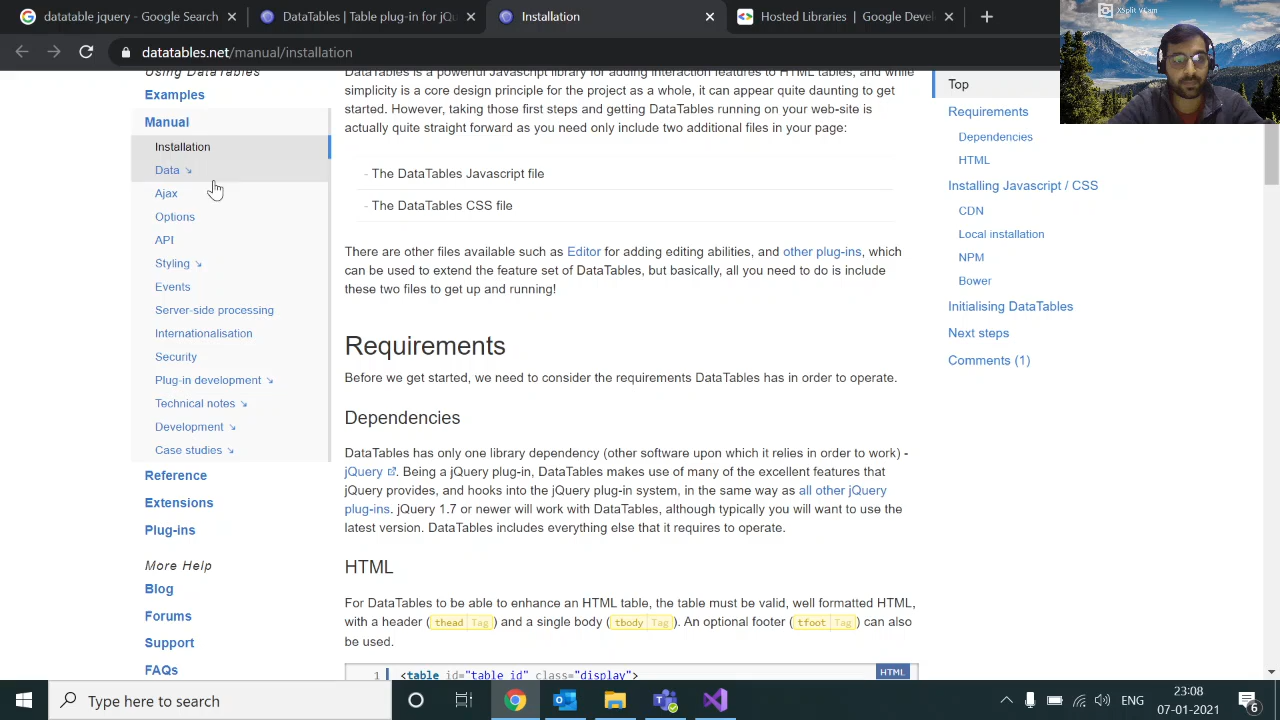 datatable jquery - Google Search
DataTables | Table plug-in for jQ
Installation
Hosted Libraries | Google Devel
XSplit VCam
datatables.net/manual/installation
Using DataTables
Examples
Manual
Installation
Data ↘
Ajax
Options
API
Styling ↘
Events
Server-side processing
Internationalisation
Security
Plug-in development ↘
Technical notes ↘
Development ↘
Case studies ↘
Reference
Extensions
Plug-ins
More Help
Blog
Forums
Support
FAQs
DataTables is a powerful Javascript library for adding interaction features to HTML tables, and while
simplicity is a core design principle for the project as a whole, it can appear quite daunting to get
started. However, taking those first steps and getting DataTables running on your web-site is
actually quite straight forward as you need only include two additional files in your page:
- The DataTables Javascript file
- The DataTables CSS file
There are other files available such as Editor for adding editing abilities, and other plug-ins, which
can be used to extend the feature set of DataTables, but basically, all you need to do is include
these two files to get up and running!
Requirements
Before we get started, we need to consider the requirements DataTables has in order to operate.
Dependencies
DataTables has only one library dependency (other software upon which it relies in order to work) -
jQuery. Being a jQuery plug-in, DataTables makes use of many of the excellent features that
jQuery provides, and hooks into the jQuery plug-in system, in the same way as all other jQuery
plug-ins. jQuery 1.7 or newer will work with DataTables, although typically you will want to use the
latest version. DataTables includes everything else that it requires to operate.
HTML
For DataTables to be able to enhance an HTML table, the table must be valid, well formatted HTML,
with a header (thead Tag) and a single body (tbody Tag). An optional footer (tfoot Tag) can also
be used.
HTML
1 <table id="table_id" class="display">
Top
Requirements
Dependencies
HTML
Installing Javascript / CSS
CDN
Local installation
NPM
Bower
Initialising DataTables
Next steps
Comments (1)
Type here to search
ENG
23:08
07-01-2021
6